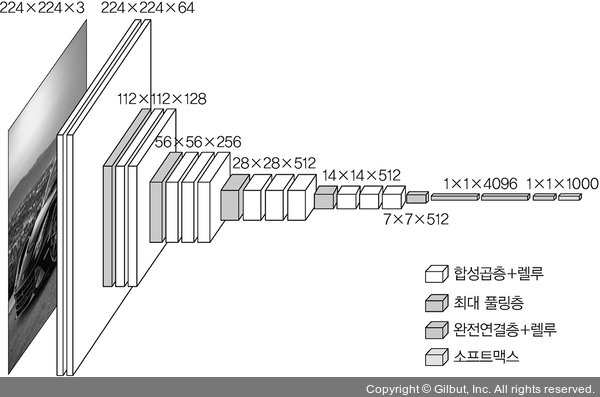 224×224×3
224×224×64
112×112×128
56×56×256
28×28×512
14×14×512
7×7×512
1×1×4096
1×1×1000
합성곱층+렐루
최대 풀링층
완전연결층+렐루
소프트맥스
Copyright © Gilbut, Inc. All rights reserved.